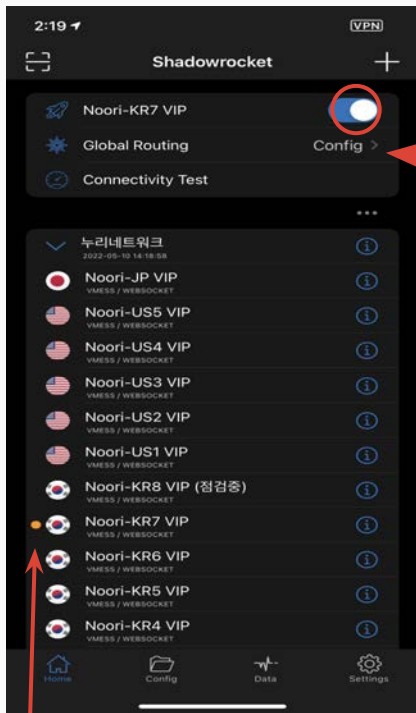 2:19
VPN
Shadowrocket
Noori-KR7 VIP
Global Routing Config
Connectivity Test
누리네트워크
2022-05-10 14:18:58
Noori-JP VIP
VMESS / WEBSOCKET
Noori-US5 VIP
VMESS / WEBSOCKET
Noori-US4 VIP
VMESS / WEBSOCKET
Noori-US3 VIP
VMESS / WEBSOCKET
Noori-US2 VIP
VMESS / WEBSOCKET
Noori-US1 VIP
VMESS / WEBSOCKET
Noori-KR8 VIP (점검중)
VMESS / WEBSOCKET
Noori-KR7 VIP
VMESS / WEBSOCKET
Noori-KR6 VIP
VMESS / WEBSOCKET
Noori-KR5 VIP
VMESS / WEBSOCKET
Noori-KR4 VIP
VMESS / WEBSOCKET
Home Config Data Settings